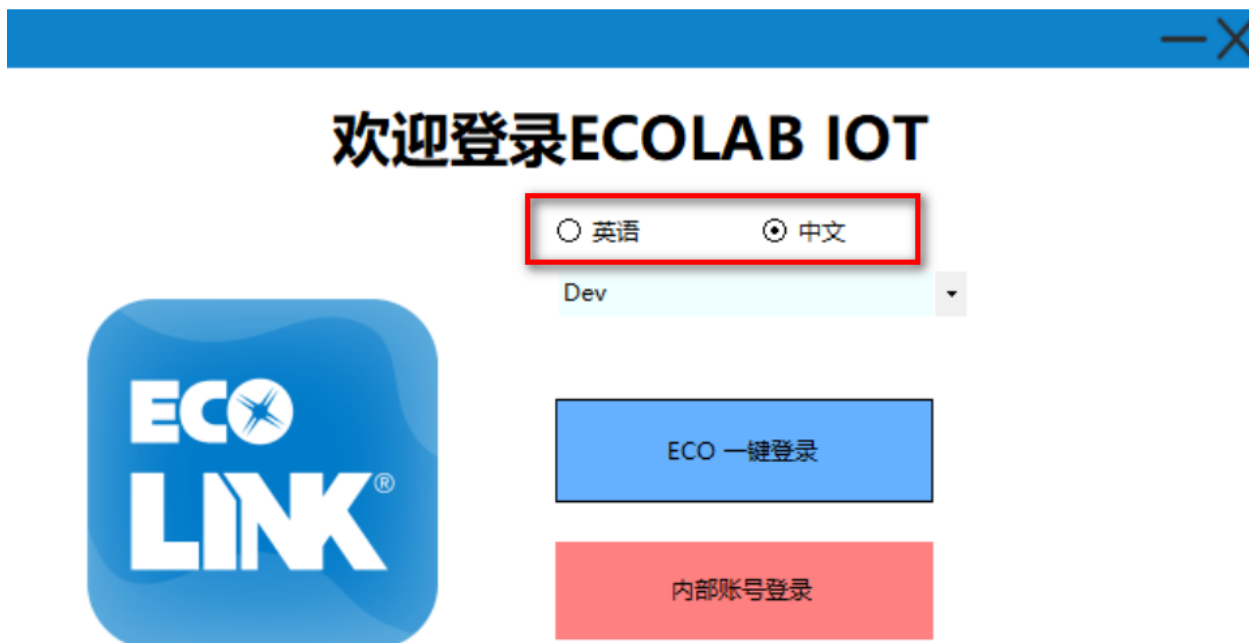 欢迎登录ECOLAB IOT
英语
中文
Dev
ECO
LINK®
ECO 一键登录
内部账号登录